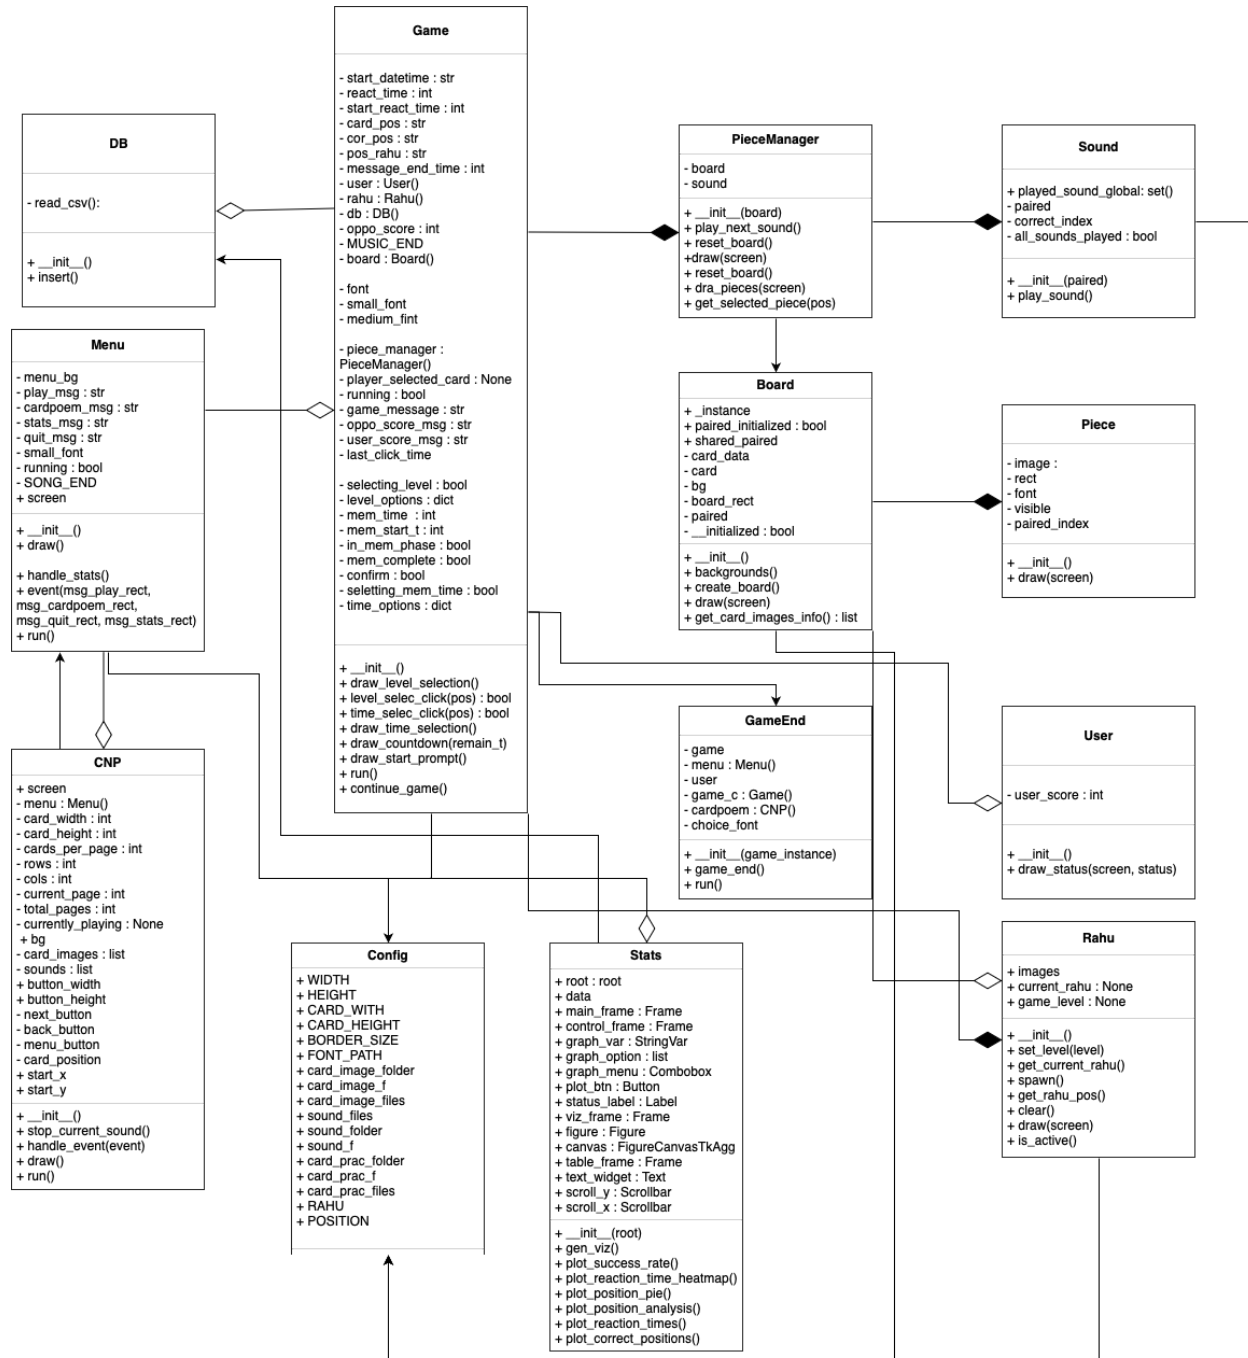 Game
- start_datetime : str
- react_time : int
- start_react_time : int
- card_pos : str
- cor_pos : str
- pos_rahu : str
- message_end_time : int
- user : User()
- rahu : Rahu()
- db : DB()
- oppo_score : int
- MUSIC_END
- board : Board()
- font
- small_font
- medium_fint
- piece_manager :
PieceManager()
- player_selected_card : None
- running : bool
- game_message : str
- oppo_score_msg : str
- user_score_msg : str
- last_click_time
- selecting_level : bool
- level_options : dict
- mem_time : int
- mem_start_t : int
- in_mem_phase : bool
- mem_complete : bool
- confirm : bool
- seletting_mem_time : bool
- time_options : dict
+ __init__()
+ draw_level_selection()
+ level_selec_click(pos) : bool
+ time_selec_click(pos) : bool
+ draw_time_selection()
+ draw_countdown(remain_t)
+ draw_start_prompt()
+ run()
+ continue_game()
DB
- read_csv():
+ __init__()
+ insert()
PieceManager
- board
- sound
+ __init__(board)
+ play_next_sound()
+ reset_board()
+draw(screen)
+ reset_board()
+ dra_pieces(screen)
+ get_selected_piece(pos)
Sound
+ played_sound_global: set()
- paired
- correct_index
- all_sounds_played : bool
+ __init__(paired)
+ play_sound()
Menu
- menu_bg
- play_msg : str
- cardpoem_msg : str
- stats_msg : str
- quit_msg : str
- small_font
- running : bool
- SONG_END
+ screen
+ __init__()
+ draw()
+ handle_stats()
+ event(msg_play_rect,
msg_cardpoem_rect,
msg_quit_rect, msg_stats_rect)
+ run()
Board
+ _instance
+ paired_initialized : bool
+ shared_paired
- card_data
- card
- bg
- board_rect
- paired
- __initialized : bool
+ __init__()
+ backgrounds()
+ create_board()
+ draw(screen)
+ get_card_images_info() : list
Piece
- image :
- rect
- font
- visible
- paired_index
+ __init__()
+ draw(screen)
GameEnd
- game
- menu : Menu()
- user
- game_c : Game()
- cardpoem : CNP()
- choice_font
+ __init__(game_instance)
+ game_end()
+ run()
User
- user_score : int
+ __init__()
+ draw_status(screen, status)
CNP
+ screen
- menu : Menu()
- card_width : int
- card_height : int
- cards_per_page : int
- rows : int
- cols : int
- current_page : int
- total_pages : int
- currently_playing : None
+ bg
- card_images : list
- sounds : list
+ button_width
+ button_height
- next_button
- back_button
- menu_button
- card_position
+ start_x
+ start_y
+ __init__()
+ stop_current_sound()
+ handle_event(event)
+ draw()
+ run()
Config
+ WIDTH
+ HEIGHT
+ CARD_WITH
+ CARD_HEIGHT
+ BORDER_SIZE
+ FONT_PATH
+ card_image_folder
+ card_image_f
+ card_image_files
+ sound_files
+ sound_folder
+ sound_f
+ card_prac_folder
+ card_prac_f
+ card_prac_files
+ RAHU
+ POSITION
Stats
+ root : root
+ data
+ main_frame : Frame
+ control_frame : Frame
+ graph_var : StringVar
+ graph_option : list
+ graph_menu : Combobox
+ plot_btn : Button
+ status_label : Label
+ viz_frame : Frame
+ figure : Figure
+ canvas : FigureCanvasTkAgg
+ table_frame : Frame
+ text_widget : Text
+ scroll_y : Scrollbar
+ scroll_x : Scrollbar
+ __init__(root)
+ gen_viz()
+ plot_success_rate()
+ plot_reaction_time_heatmap()
+ plot_position_pie()
+ plot_position_analysis()
+ plot_reaction_times()
+ plot_correct_positions()
Rahu
+ images
+ current_rahu : None
+ game_level : None
+ __init__()
+ set_level(level)
+ get_current_rahu()
+ spawn()
+ get_rahu_pos()
+ clear()
+ draw(screen)
+ is_active()